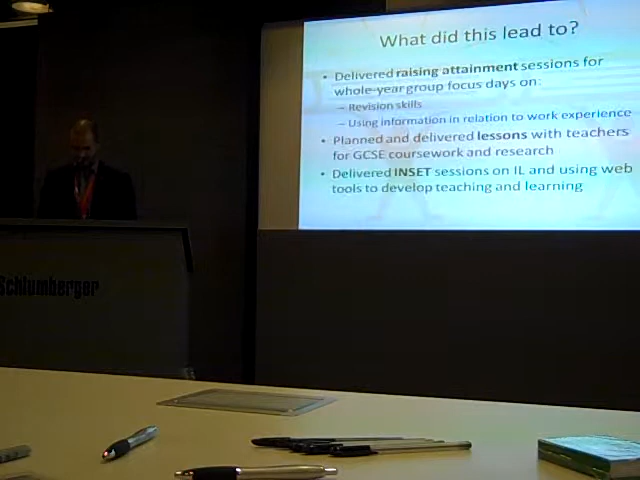 What did this lead to?
• Delivered raising attainment sessions for
whole-year group focus days on:
– Revision skills
– Using information in relation to work experience
• Planned and delivered lessons with teachers
for GCSE coursework and research
• Delivered INSET sessions on IL and using web
tools to develop teaching and learning
Schlumberger